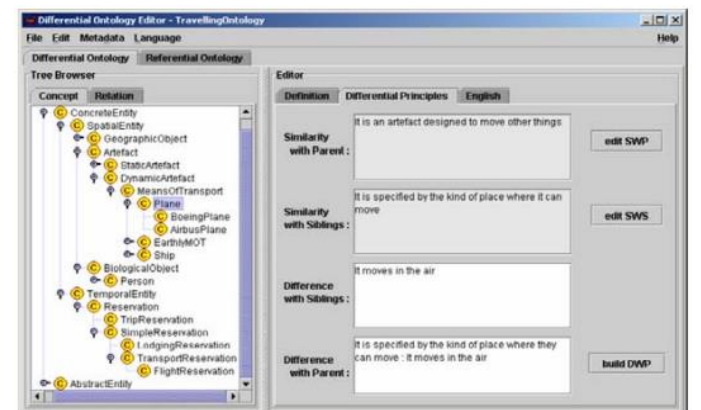 Differential Ontology Editor - TravellingOntology
File Edit Metadata Language Help
Differential Ontology Referential Ontology
Tree Browser
Concept Relation
ConcreteEntity
SpatialEntity
GeographicObject
Artefact
StaticArtefact
DynamicArtefact
MeansOfTransport
Plane
BoeingPlane
AirbusPlane
EarthlyMOT
Ship
BiologicalObject
Person
TemporalEntity
Reservation
TripReservation
SimpleReservation
LodgingReservation
TransportReservation
FlightReservation
AbstractEntity
Editor
Definition Differential Principles English
Similarity
with Parent :
It is an artefact designed to move other things
edit SWP
Similarity
with Siblings :
It is specified by the kind of place where it can
move
edit SWS
Difference
with Siblings :
It moves in the air
Difference
with Parent :
It is specified by the kind of place where they
can move : It moves in the air
build DWP